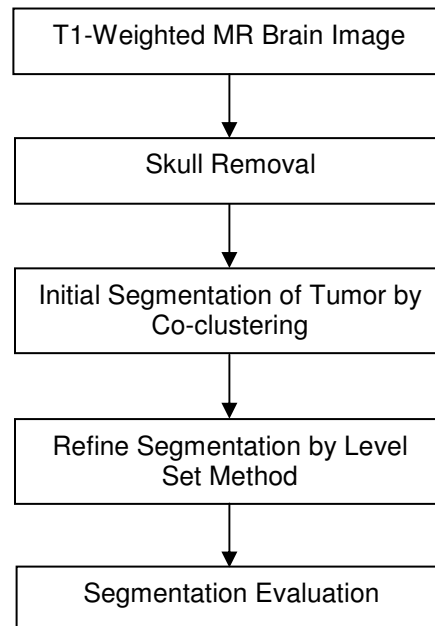 T1-Weighted MR Brain Image
Skull Removal
Initial Segmentation of Tumor by
Co-clustering
Refine Segmentation by Level
Set Method
Segmentation Evaluation